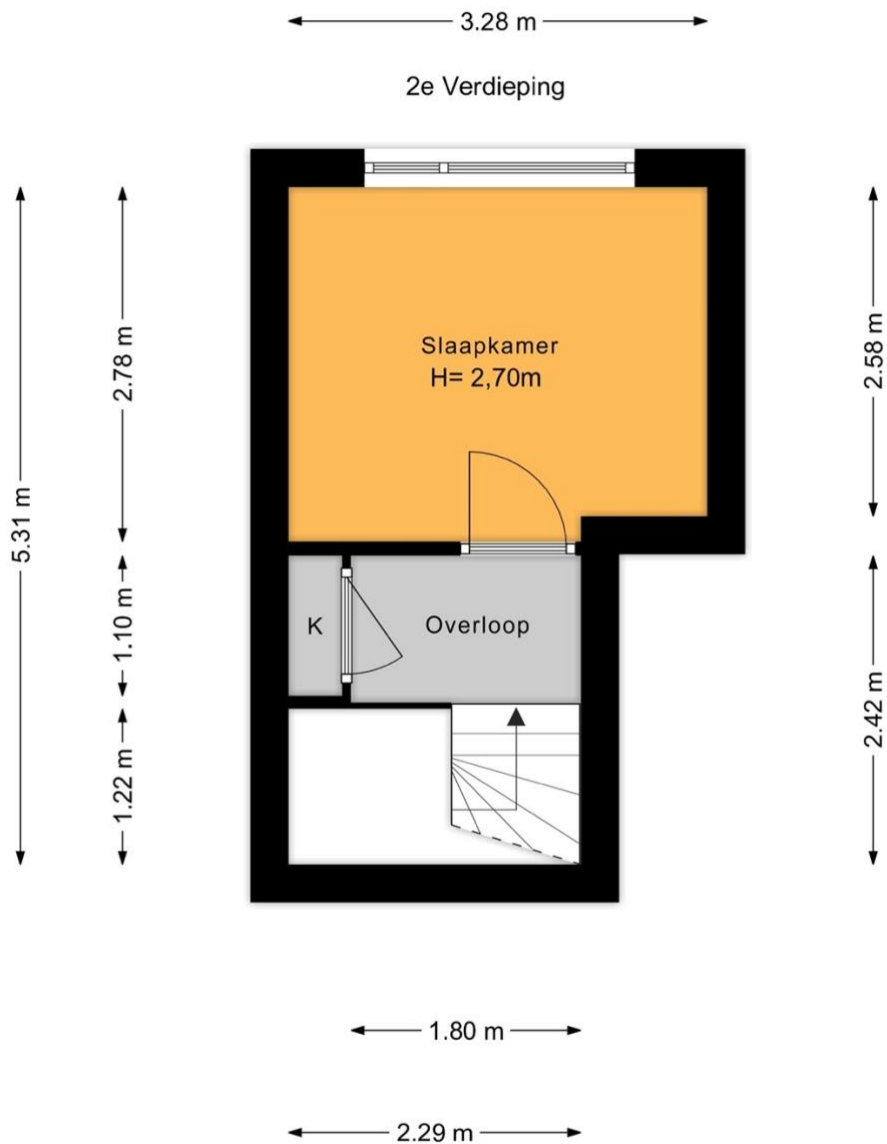 3.28 m
2e Verdieping
2.78 m
2.58 m
Slaapkamer
H= 2,70m
5.31 m
1.10 m
K
Overloop
2.42 m
1.22 m
1.80 m
2.29 m